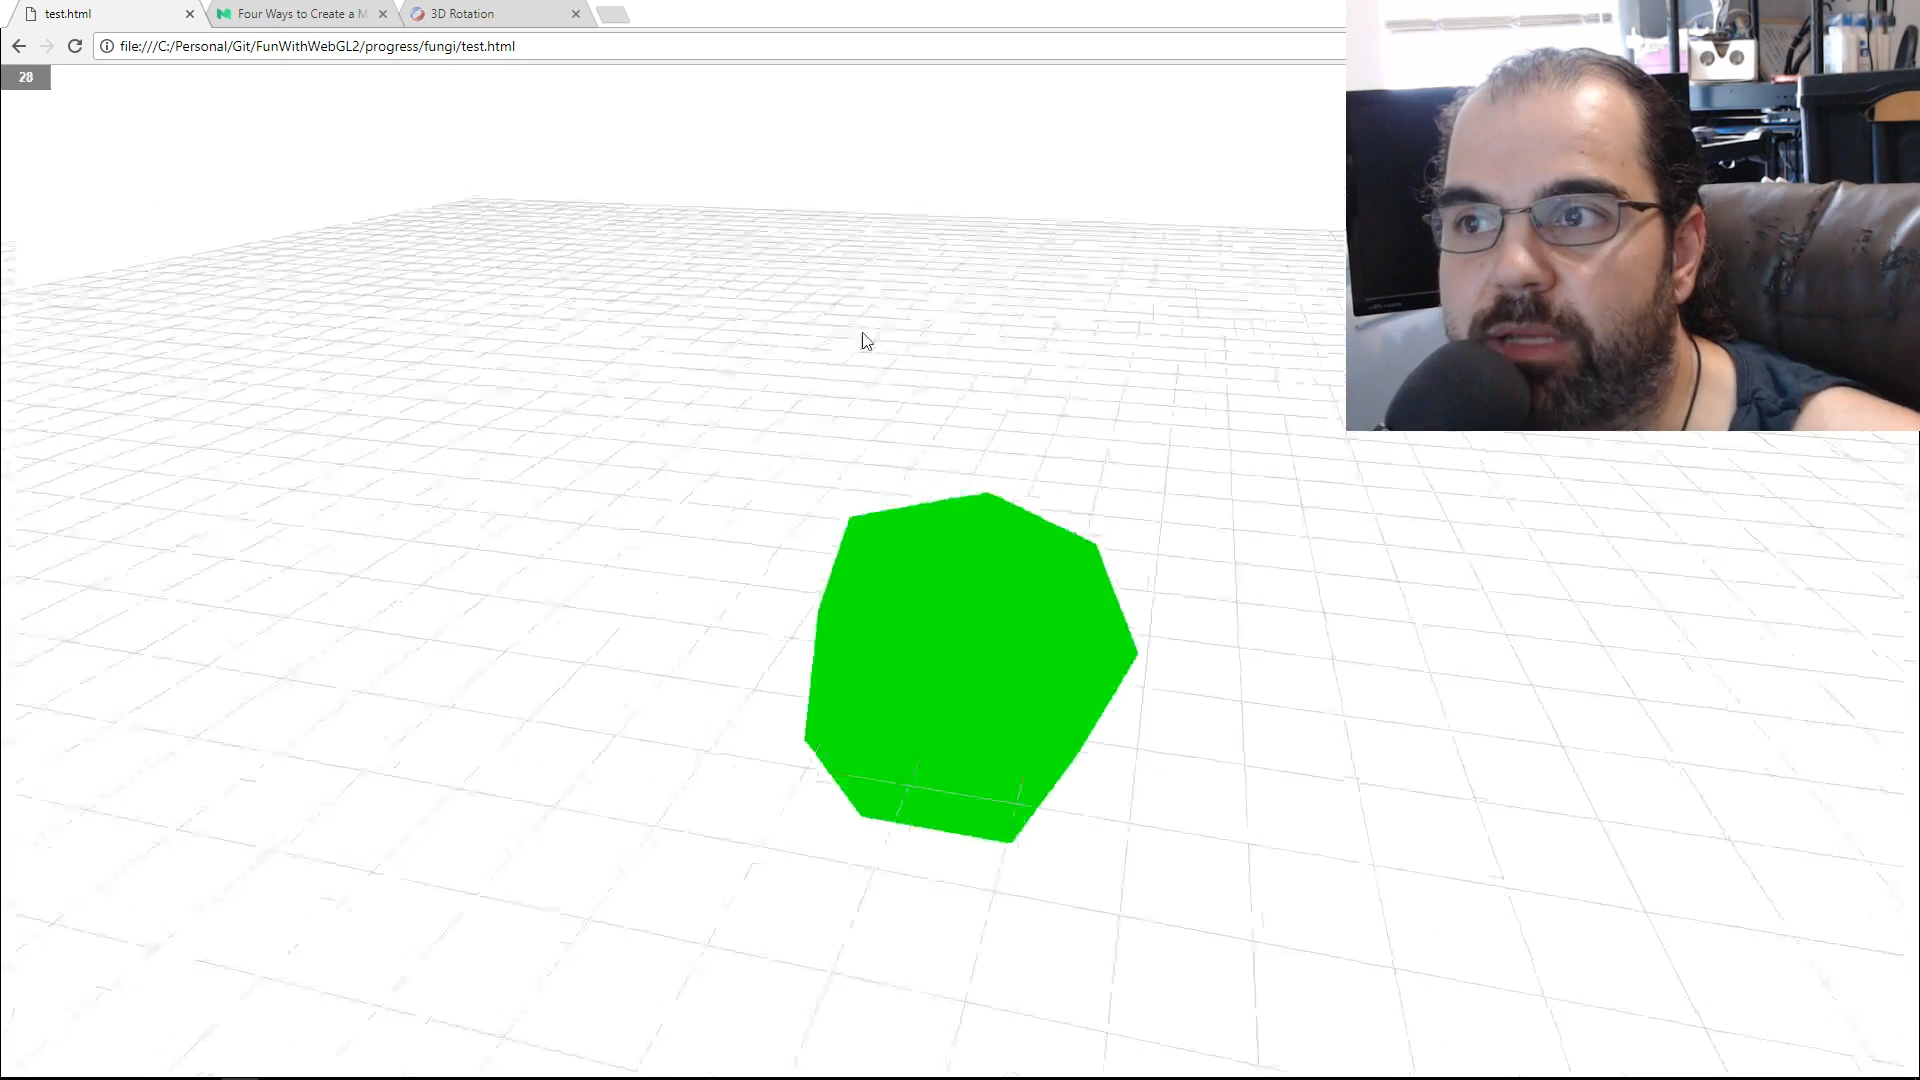 test.html
Four Ways to Create a M
3D Rotation
file:///C:/Personal/Git/FunWithWebGL2/progress/fungi/test.html
28